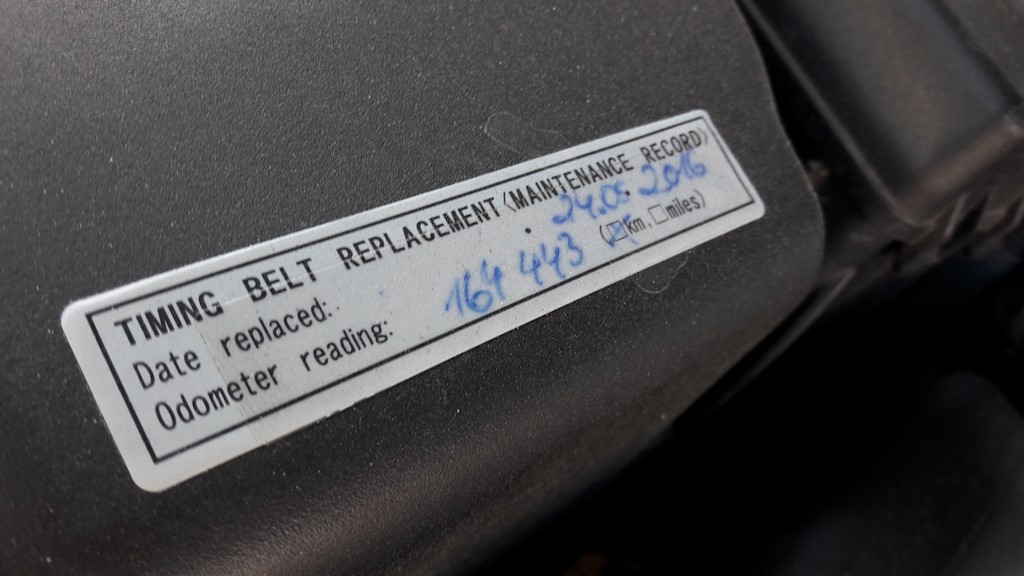 TIMING BELT REPLACEMENT (MAINTENANCE RECORD)
Date replaced: 24.05.2016
Odometer reading: 164 443 (☒km, ☐miles)